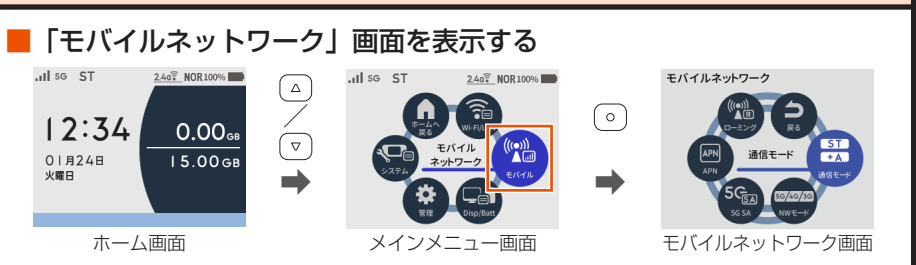 ■「モバイルネットワーク」画面を表示する
5G ST 2.4G NOR100%
12:34
01月24日
火曜日
0.00GB
15.00GB
ホーム画面
△
▽
5G ST 2.4G NOR100%
ホームへ
戻る
Wi-Fi/
システム
モバイル
ネットワーク
モバイル
管理
Disp/Batt
メインメニュー画面
モバイルネットワーク
R
ローミング
戻る
APN
APN
通信モード
ST
+A
通信モード
5G SA
5G SA
5G/4G/3G
NWモード
モバイルネットワーク画面